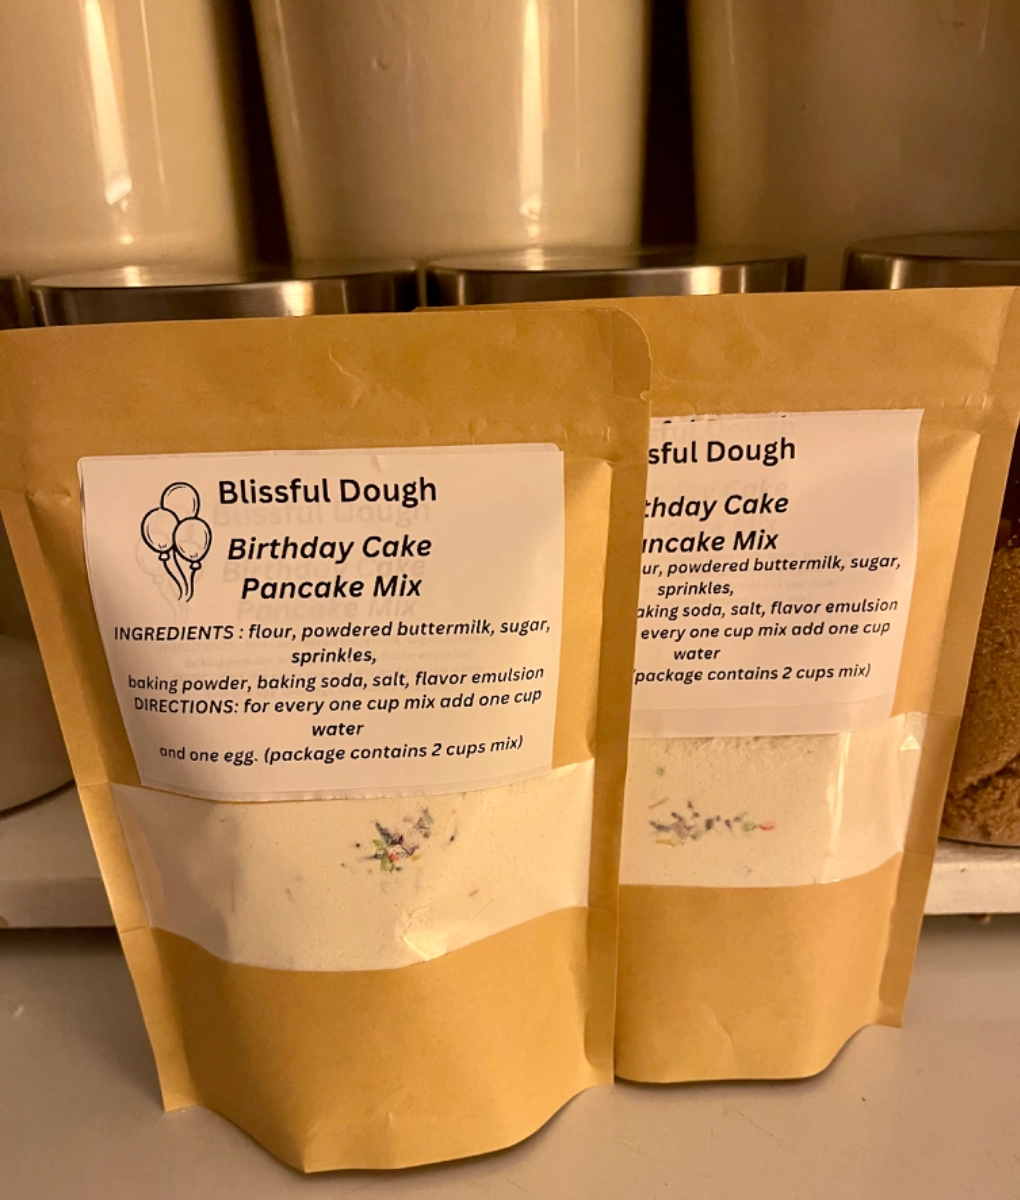 Blissful Dough
Birthday Cake
Pancake Mix
INGREDIENTS : flour, powdered buttermilk, sugar,
sprinkles,
baking powder, baking soda, salt, flavor emulsion
DIRECTIONS: for every one cup mix add one cup
water
and one egg. (package contains 2 cups mix)
sful Dough
thday Cake
ancake Mix
ur, powdered buttermilk, sugar,
sprinkles,
aking soda, salt, flavor emulsion
every one cup mix add one cup
water
(package contains 2 cups mix)